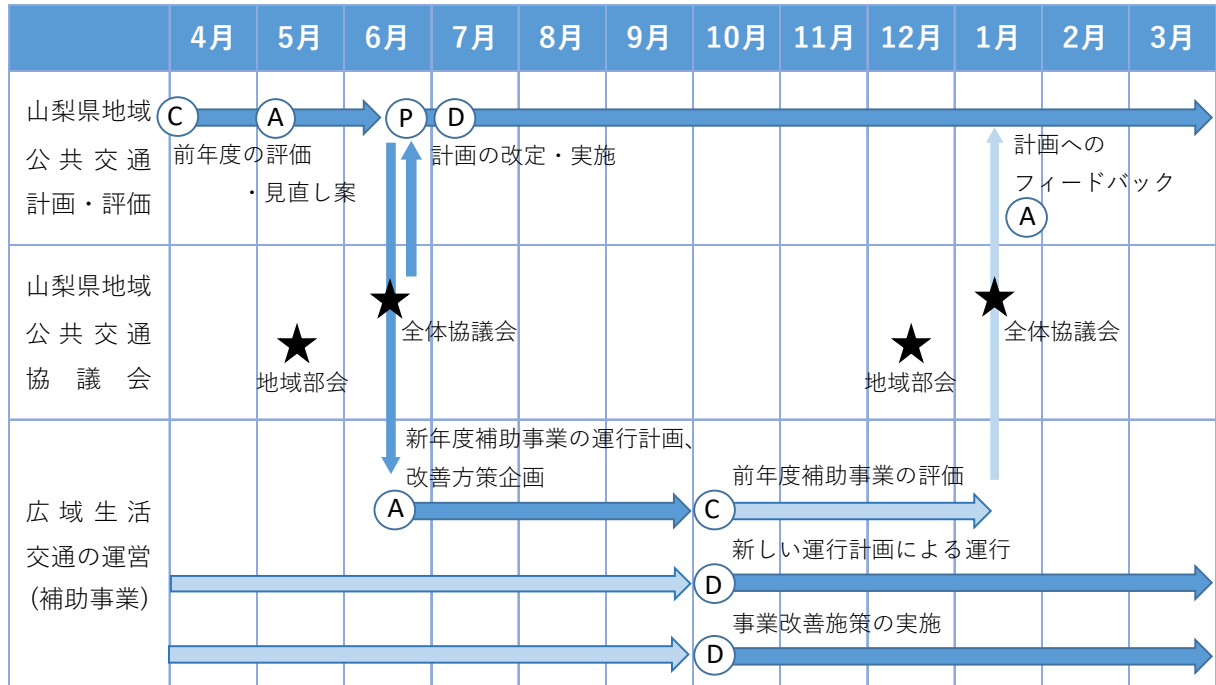 4月 5月 6月 7月 8月 9月 10月 11月 12月 1月 2月 3月
山梨県地域
公共交通
計画・評価
C
A
P
D
前年度の評価
・見直し案
計画の改定・実施
計画への
フィードバック
A
山梨県地域
公共交通
協議会
全体協議会
地域部会
全体協議会
地域部会
広域生活
交通の運営
(補助事業)
新年度補助事業の運行計画、
改善方策企画
A
前年度補助事業の評価
C
新しい運行計画による運行
D
事業改善施策の実施
D